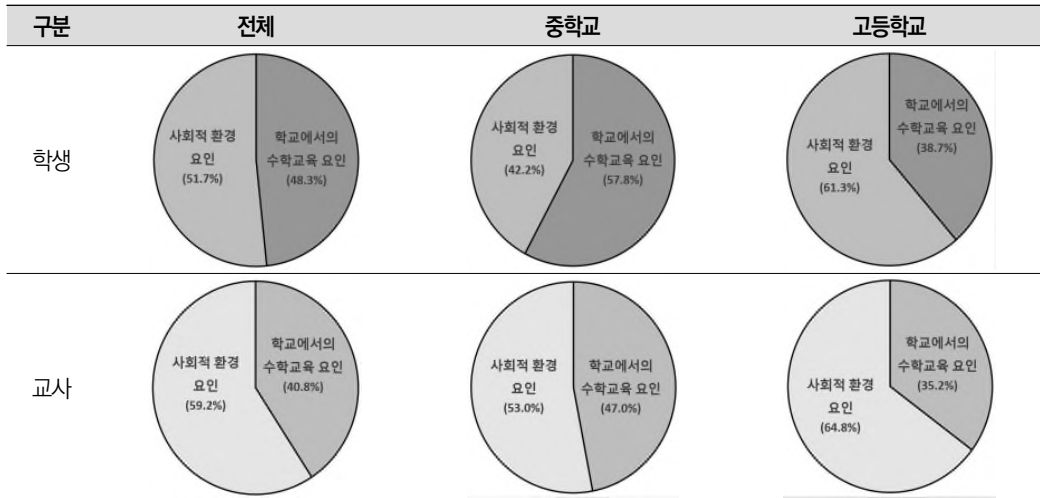 구분 전체 중학교 고등학교
학생
사회적 환경
요인
(51.7%)
학교에서의
수학교육 요인
(48.3%)
사회적 환경
요인
(42.2%)
학교에서의
수학교육 요인
(57.8%)
사회적 환경
요인
(61.3%)
학교에서의
수학교육 요인
(38.7%)
교사
사회적 환경
요인
(59.2%)
학교에서의
수학교육 요인
(40.8%)
사회적 환경
요인
(53.0%)
학교에서의
수학교육 요인
(47.0%)
사회적 환경
요인
(64.8%)
학교에서의
수학교육 요인
(35.2%)